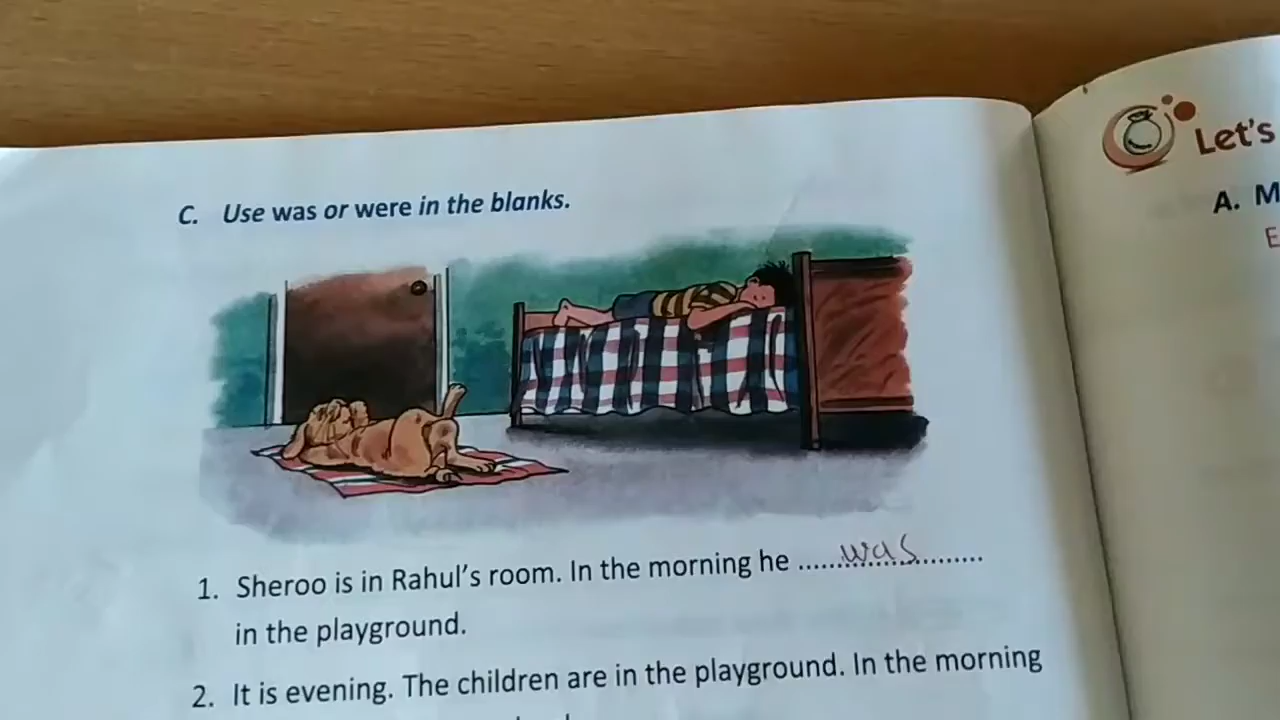 C. Use was or were in the blanks.
1. Sheroo is in Rahul's room. In the morning he ......was...........
in the playground.
2. It is evening. The children are in the playground. In the morning
Let's
A. M
E